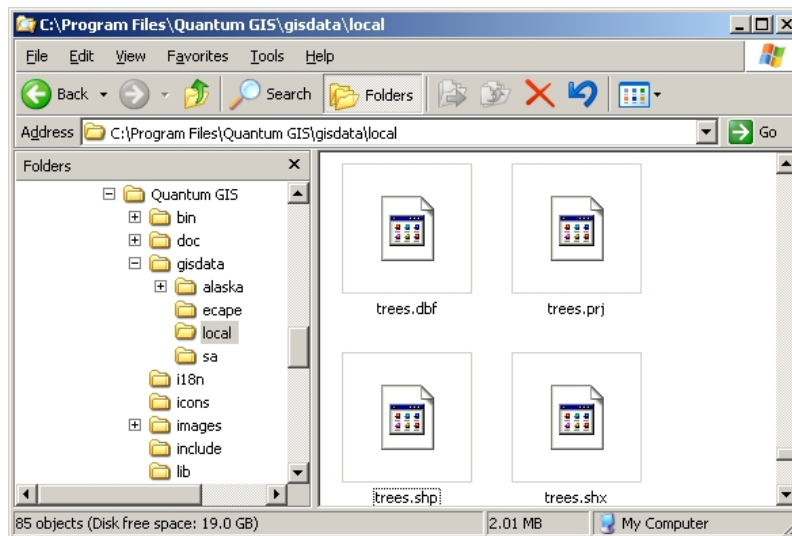 C:\Program Files\Quantum GIS\gisdata\local
File Edit View Favorites Tools Help
Back Search Folders
Address C:\Program Files\Quantum GIS\gisdata\local Go
Folders
Quantum GIS
bin
doc
gisdata
alaska
ecape
local
sa
i18n
icons
images
include
lib
trees.dbf trees.prj
trees.shp trees.shx
85 objects (Disk free space: 19.0 GB) 2.01 MB My Computer